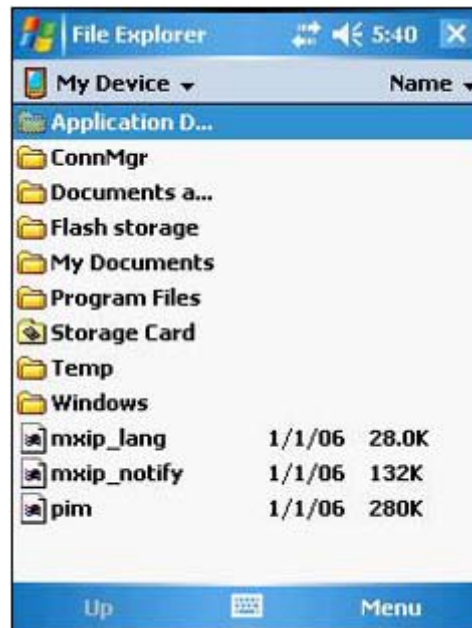 File Explorer 5:40
My Device Name
Application D...
ConnMgr
Documents a...
Flash storage
My Documents
Program Files
Storage Card
Temp
Windows
mxip_lang 1/1/06 28.0K
mxip_notify 1/1/06 132K
pim 1/1/06 280K
Up Menu